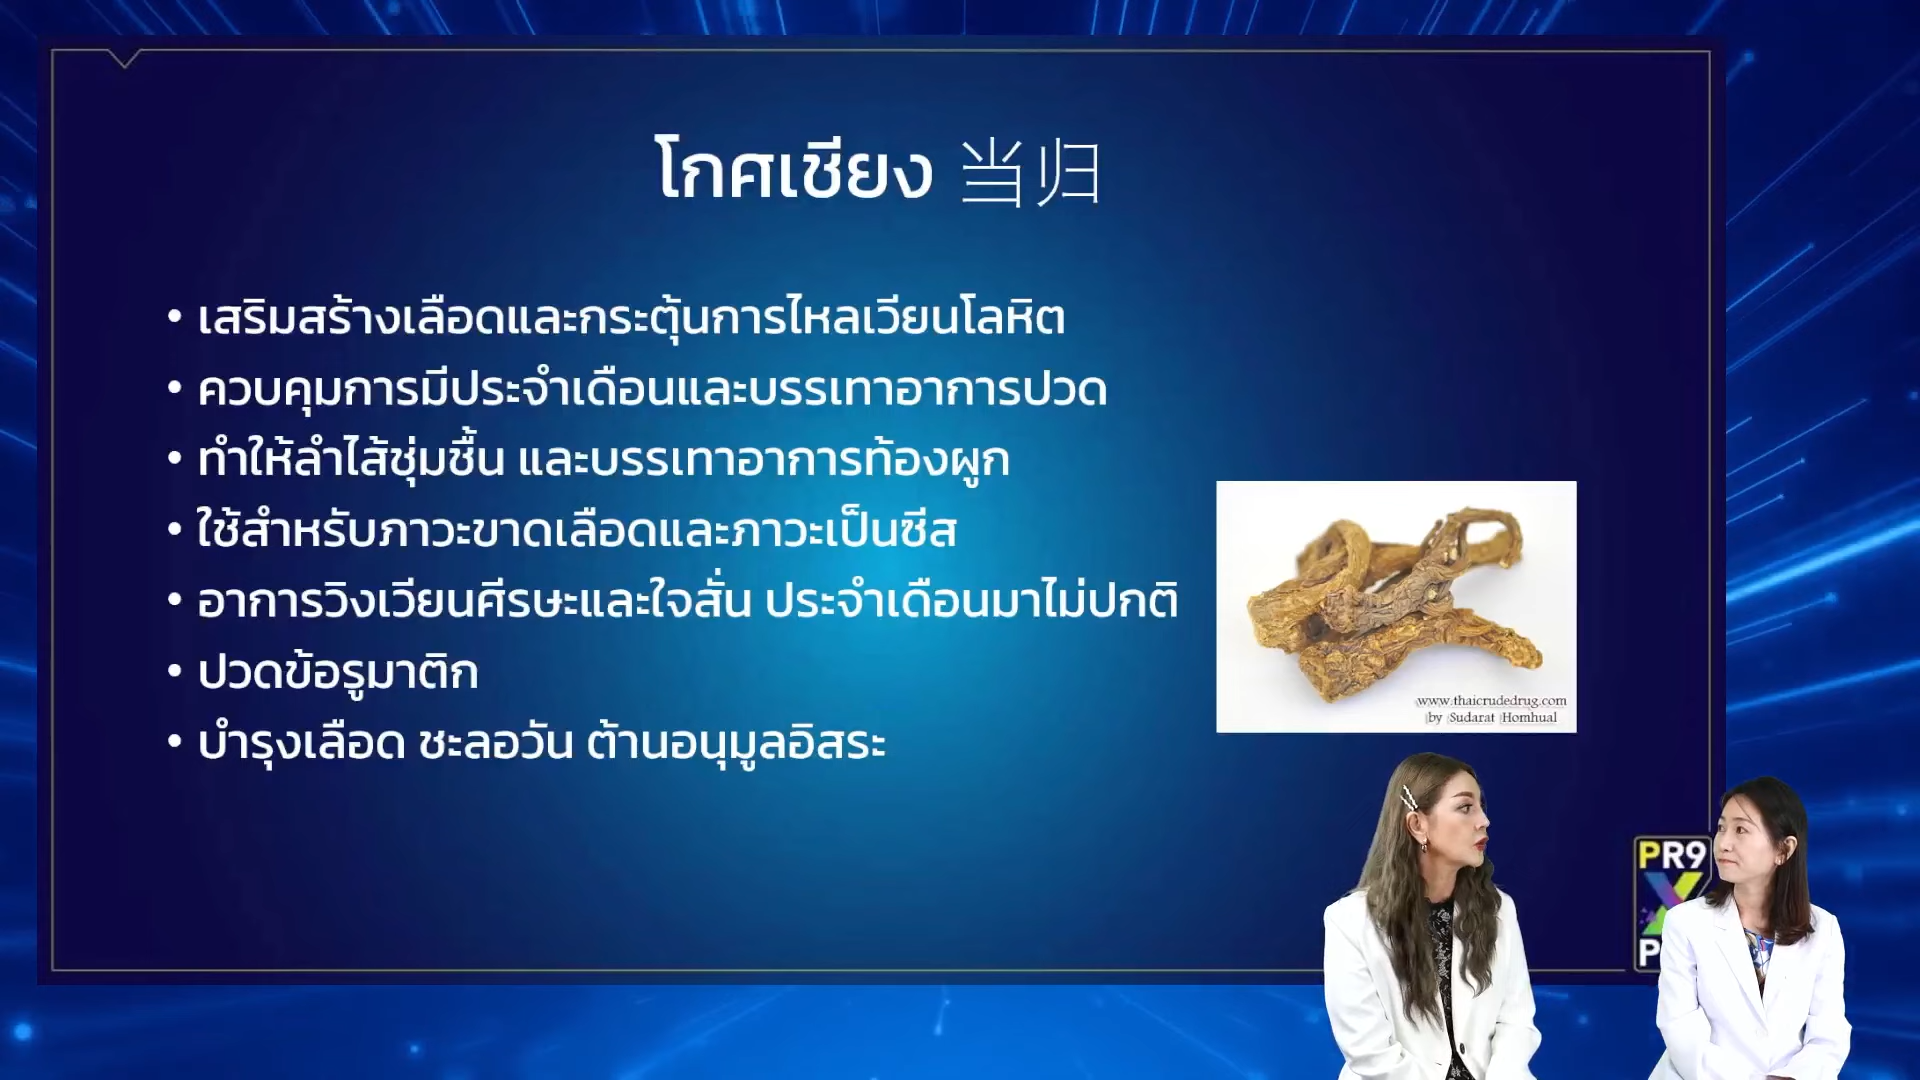 โกศเชียง 当归
• เสริมสร้างเลือดและกระตุ้นการไหลเวียนโลหิต
• ควบคุมการมีประจำเดือนและบรรเทาอาการปวด
• ทำให้ลำไส้ชุ่มชื้น และบรรเทาอาการท้องผูก
• ใช้สำหรับภาวะขาดเลือดและภาวะเป็นซีส
• อาการวิงเวียนศีรษะและใจสั่น ประจำเดือนมาไม่ปกติ
• ปวดข้อรูมาติก
• บำรุงเลือด ชะลอวัน ต้านอนุมูลอิสระ
www.thaicrudedrug.com
by Sudarat Homhual
PR9
X